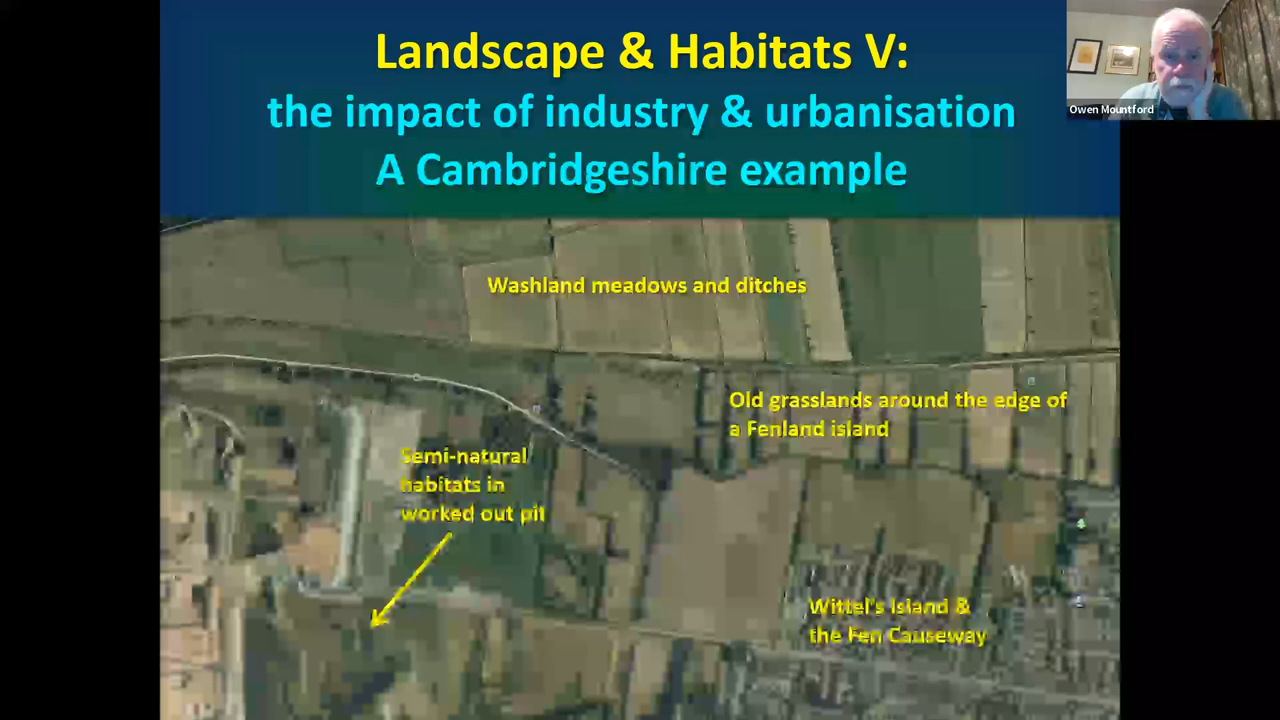 Landscape & Habitats V:
the impact of industry & urbanisation
A Cambridgeshire example
Owen Mountford
Washland meadows and ditches
Old grasslands around the edge of
a Fenland island
Semi-natural
habitats in
worked out pit
Wittel's Island &
the Fen Causeway